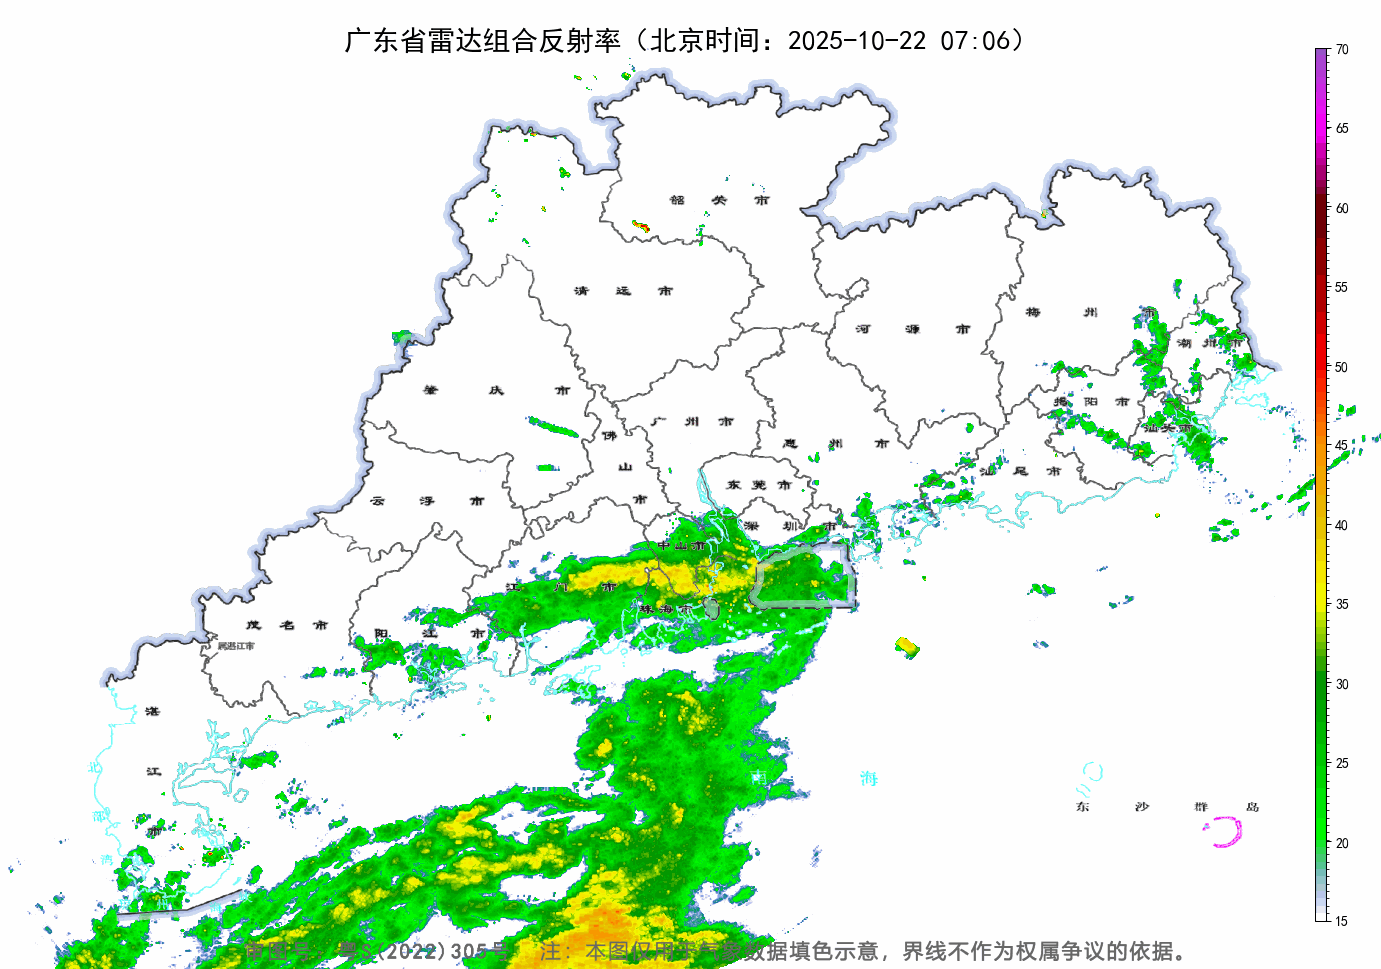 广东省雷达组合反射率（北京时间：2025-10-22 07:06）
70
65
60
55
50
45
40
35
30
25
20
15
韶 关 市
清 远 市
河 源 市
梅 州 市
潮 州 市
肇 庆 市
广 州 市
佛 山 市
惠 州 市
揭 阳 市
汕头市
汕 尾 市
东 莞 市
云 浮 市
深 圳 市
中山市
江 门 市
珠海市
茂 名 市
属湛江市
阳 江 市
湛 江 市
北 部 湾
南 海
东 沙 群 岛
审图号：粤S(2022)305号 注：本图仅用于气象数据填色示意，界线不作为权属争议的依据。